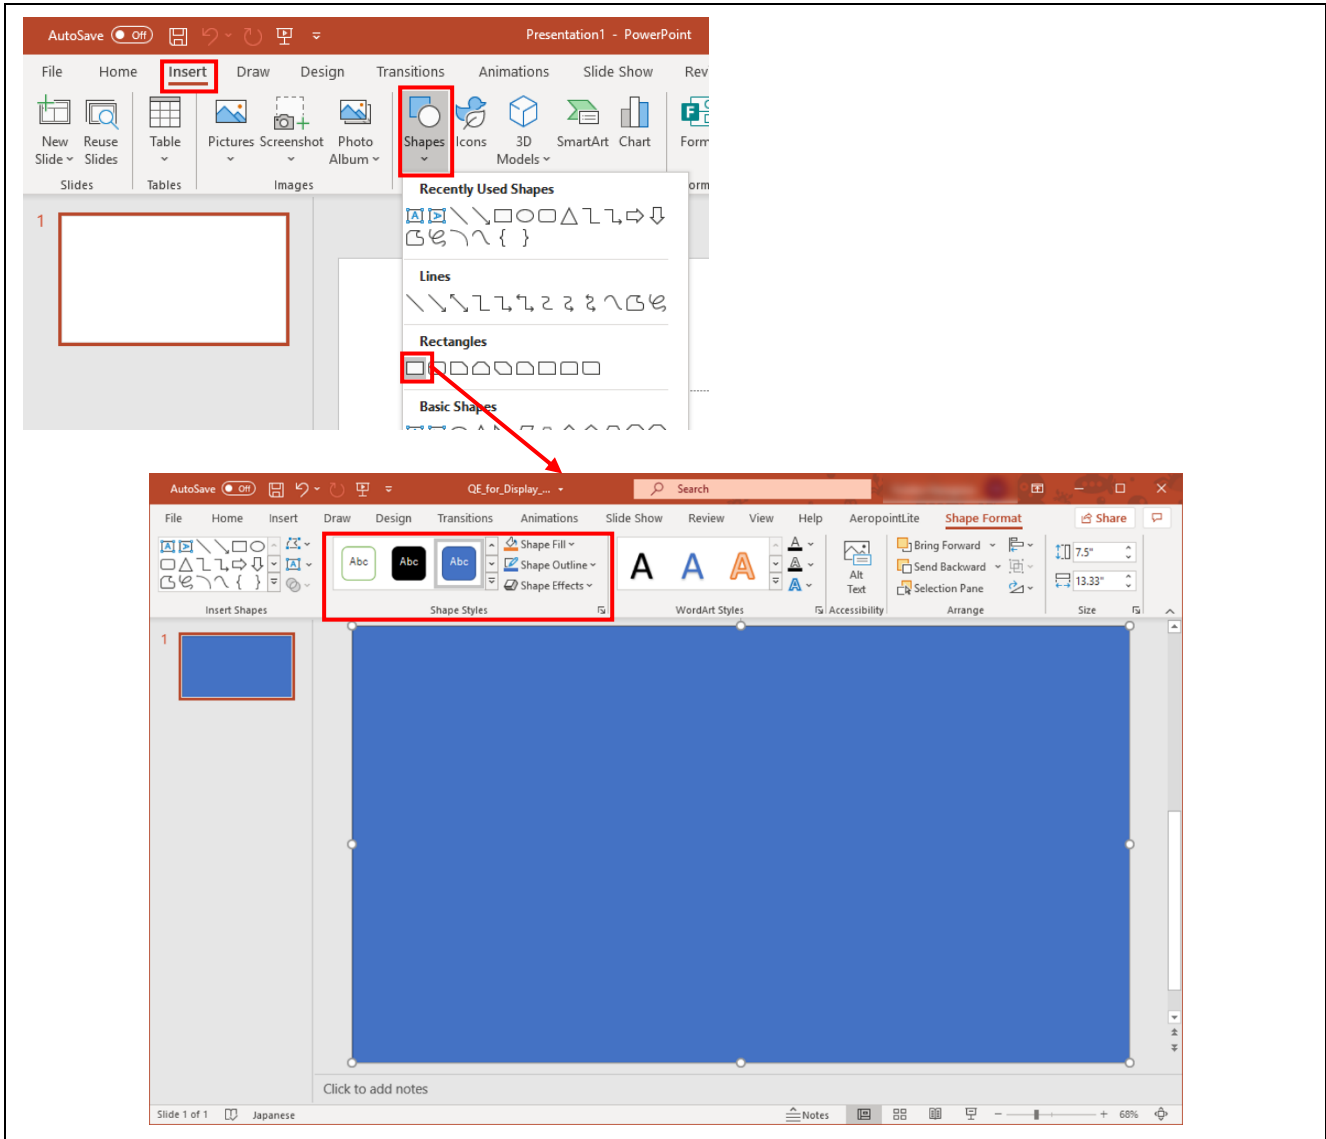 AutoSave Off Presentation1 - PowerPoint
File Home Insert Draw Design Transitions Animations Slide Show Rev
New Slide Reuse Slides Table Pictures Screenshot Photo Album Shapes Icons 3D Models SmartArt Chart Form
Slides Tables Images orm
Recently Used Shapes
1
Lines
Rectangles
Basic Shapes
AutoSave Off QE_for_Display_... Search
File Home Insert Draw Design Transitions Animations Slide Show Review View Help AeropointLite Shape Format Share
Abc Abc Abc
Shape Fill
Shape Outline
Shape Effects
A A A
A
A
A
Alt Text
Bring Forward
Send Backward
Selection Pane
7.5"
13.33"
Insert Shapes Shape Styles WordArt Styles Accessibility Arrange Size
1
Click to add notes
Slide 1 of 1 Japanese Notes 68%